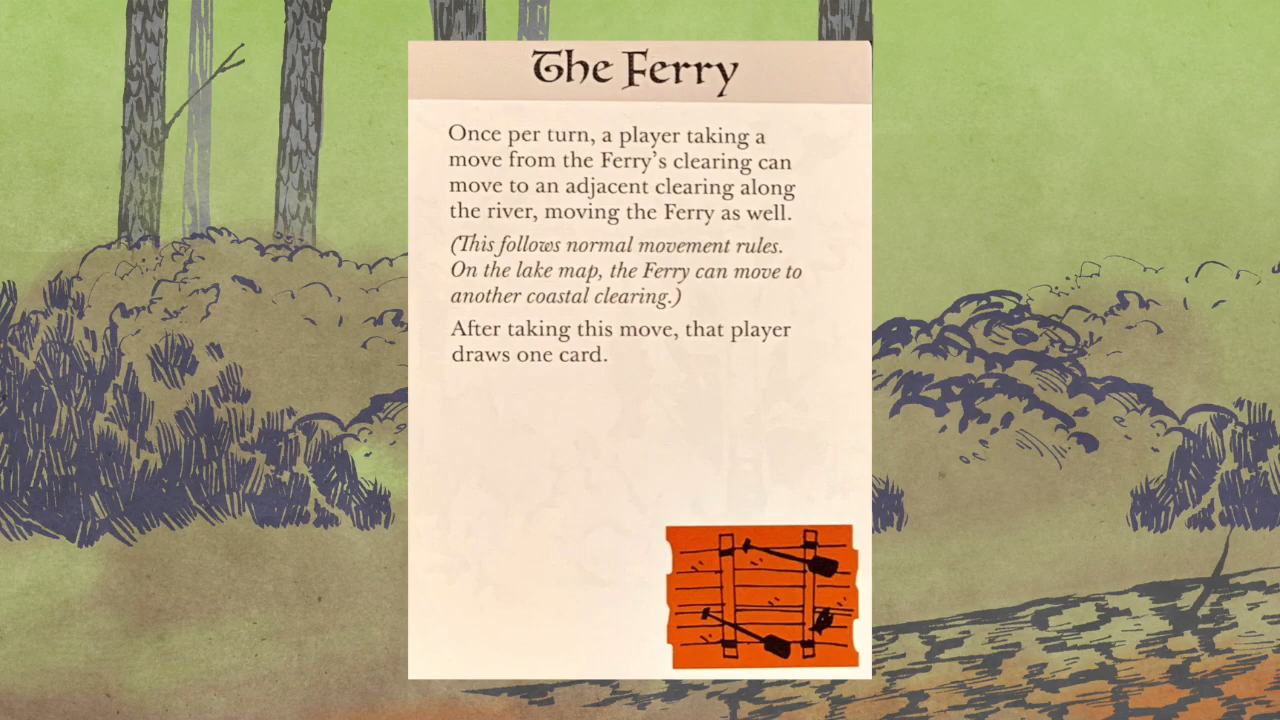 The Ferry
Once per turn, a player taking a
move from the Ferry's clearing can
move to an adjacent clearing along
the river, moving the Ferry as well.
(This follows normal movement rules.
On the lake map, the Ferry can move to
another coastal clearing.)
After taking this move, that player
draws one card.